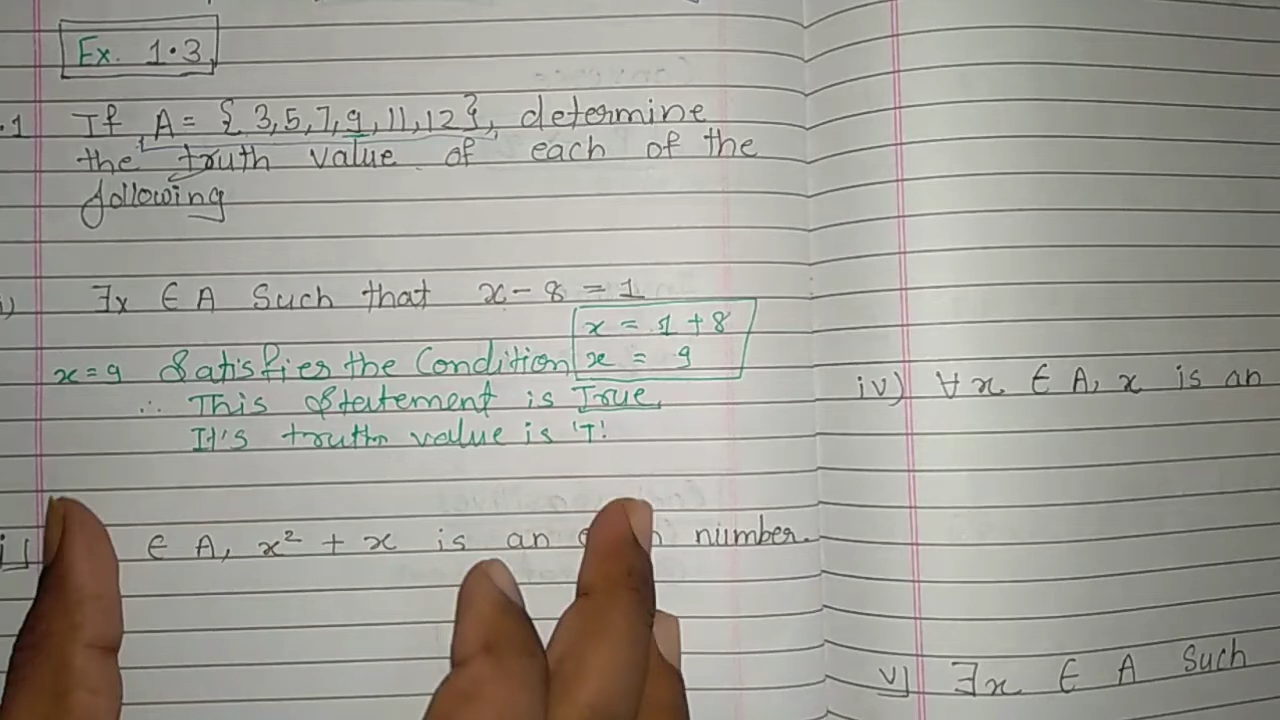 Ex. 1.3
.1 If A = {3,5,7,9,11,12}, determine
the truth value of each of the
following
i) ∃x ∈ A Such that x - 8 = 1
x = 1 + 8
x = 9
x=9 Satisfies the Condition
∴ This Statement is True.
It's truth value is 'T'
∈ A, x² + x is an number.
iv) ∀x ∈ A, x is an
v) ∃x ∈ A Such